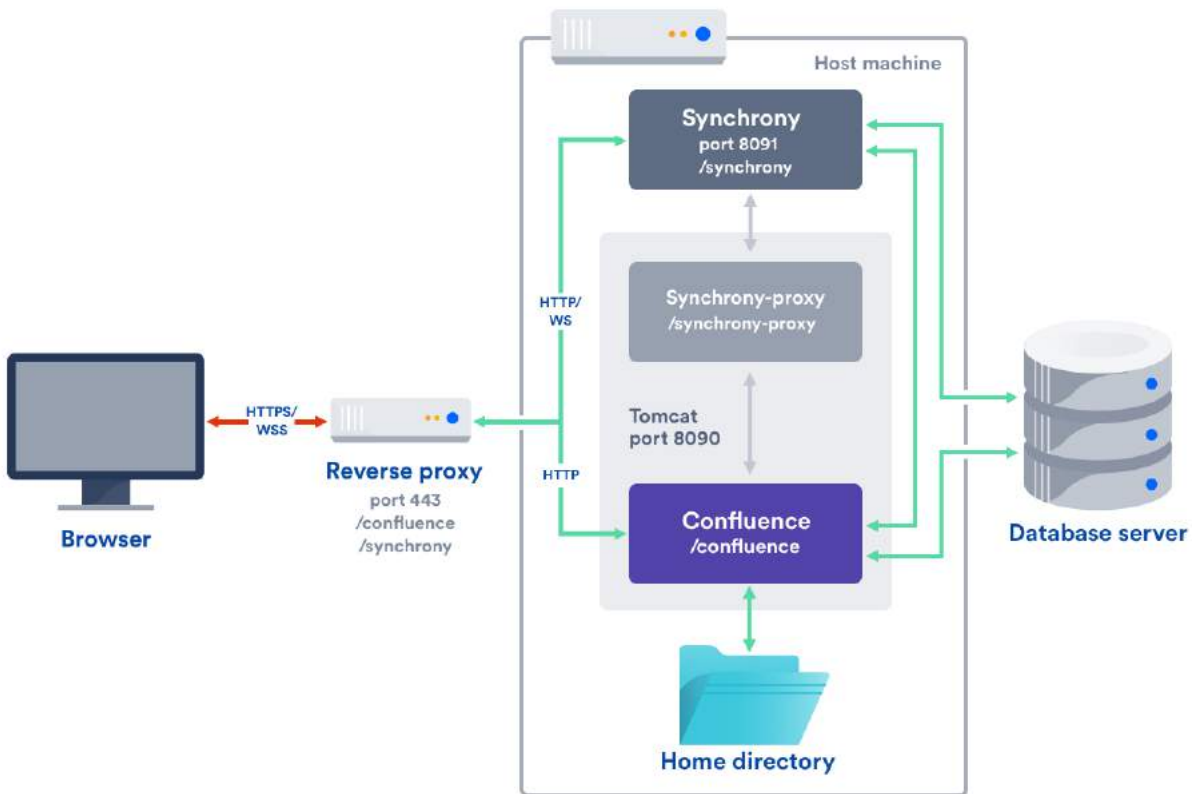 Host machine
Synchrony
port 8091
/synchrony
HTTP/
WS
Synchrony-proxy
/synchrony-proxy
HTTPS/
WSS
Tomcat
port 8090
Reverse proxy
port 443
/confluence
/synchrony
HTTP
Confluence
/confluence
Browser
Database server
Home directory